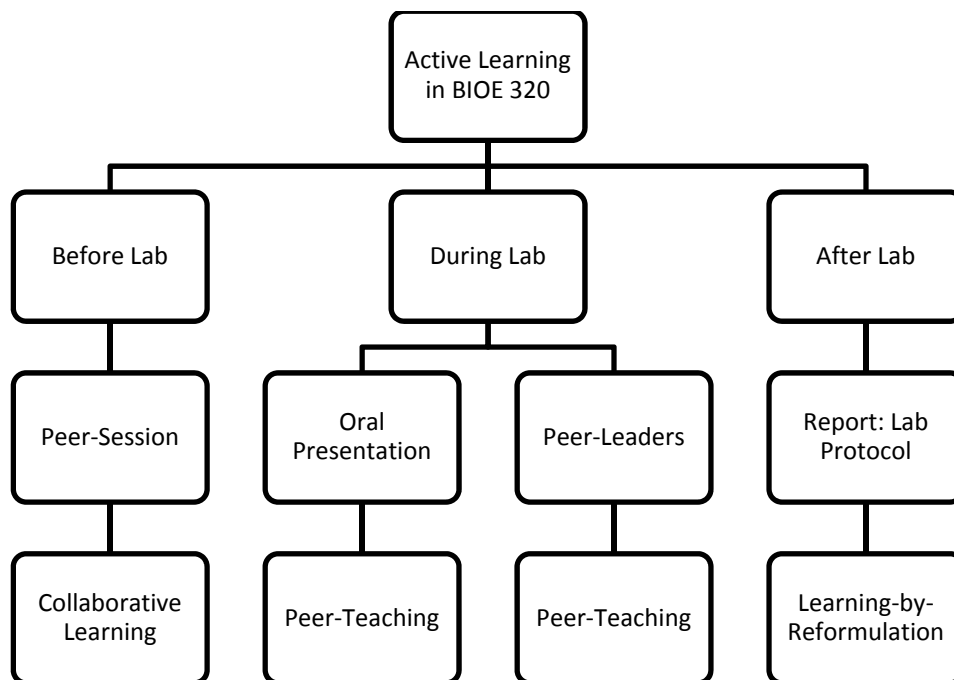 Active Learning
in BIOE 320
Before Lab
During Lab
After Lab
Peer-Session
Oral
Presentation
Peer-Leaders
Report: Lab
Protocol
Collaborative
Learning
Peer-Teaching
Peer-Teaching
Learning-by-
Reformulation